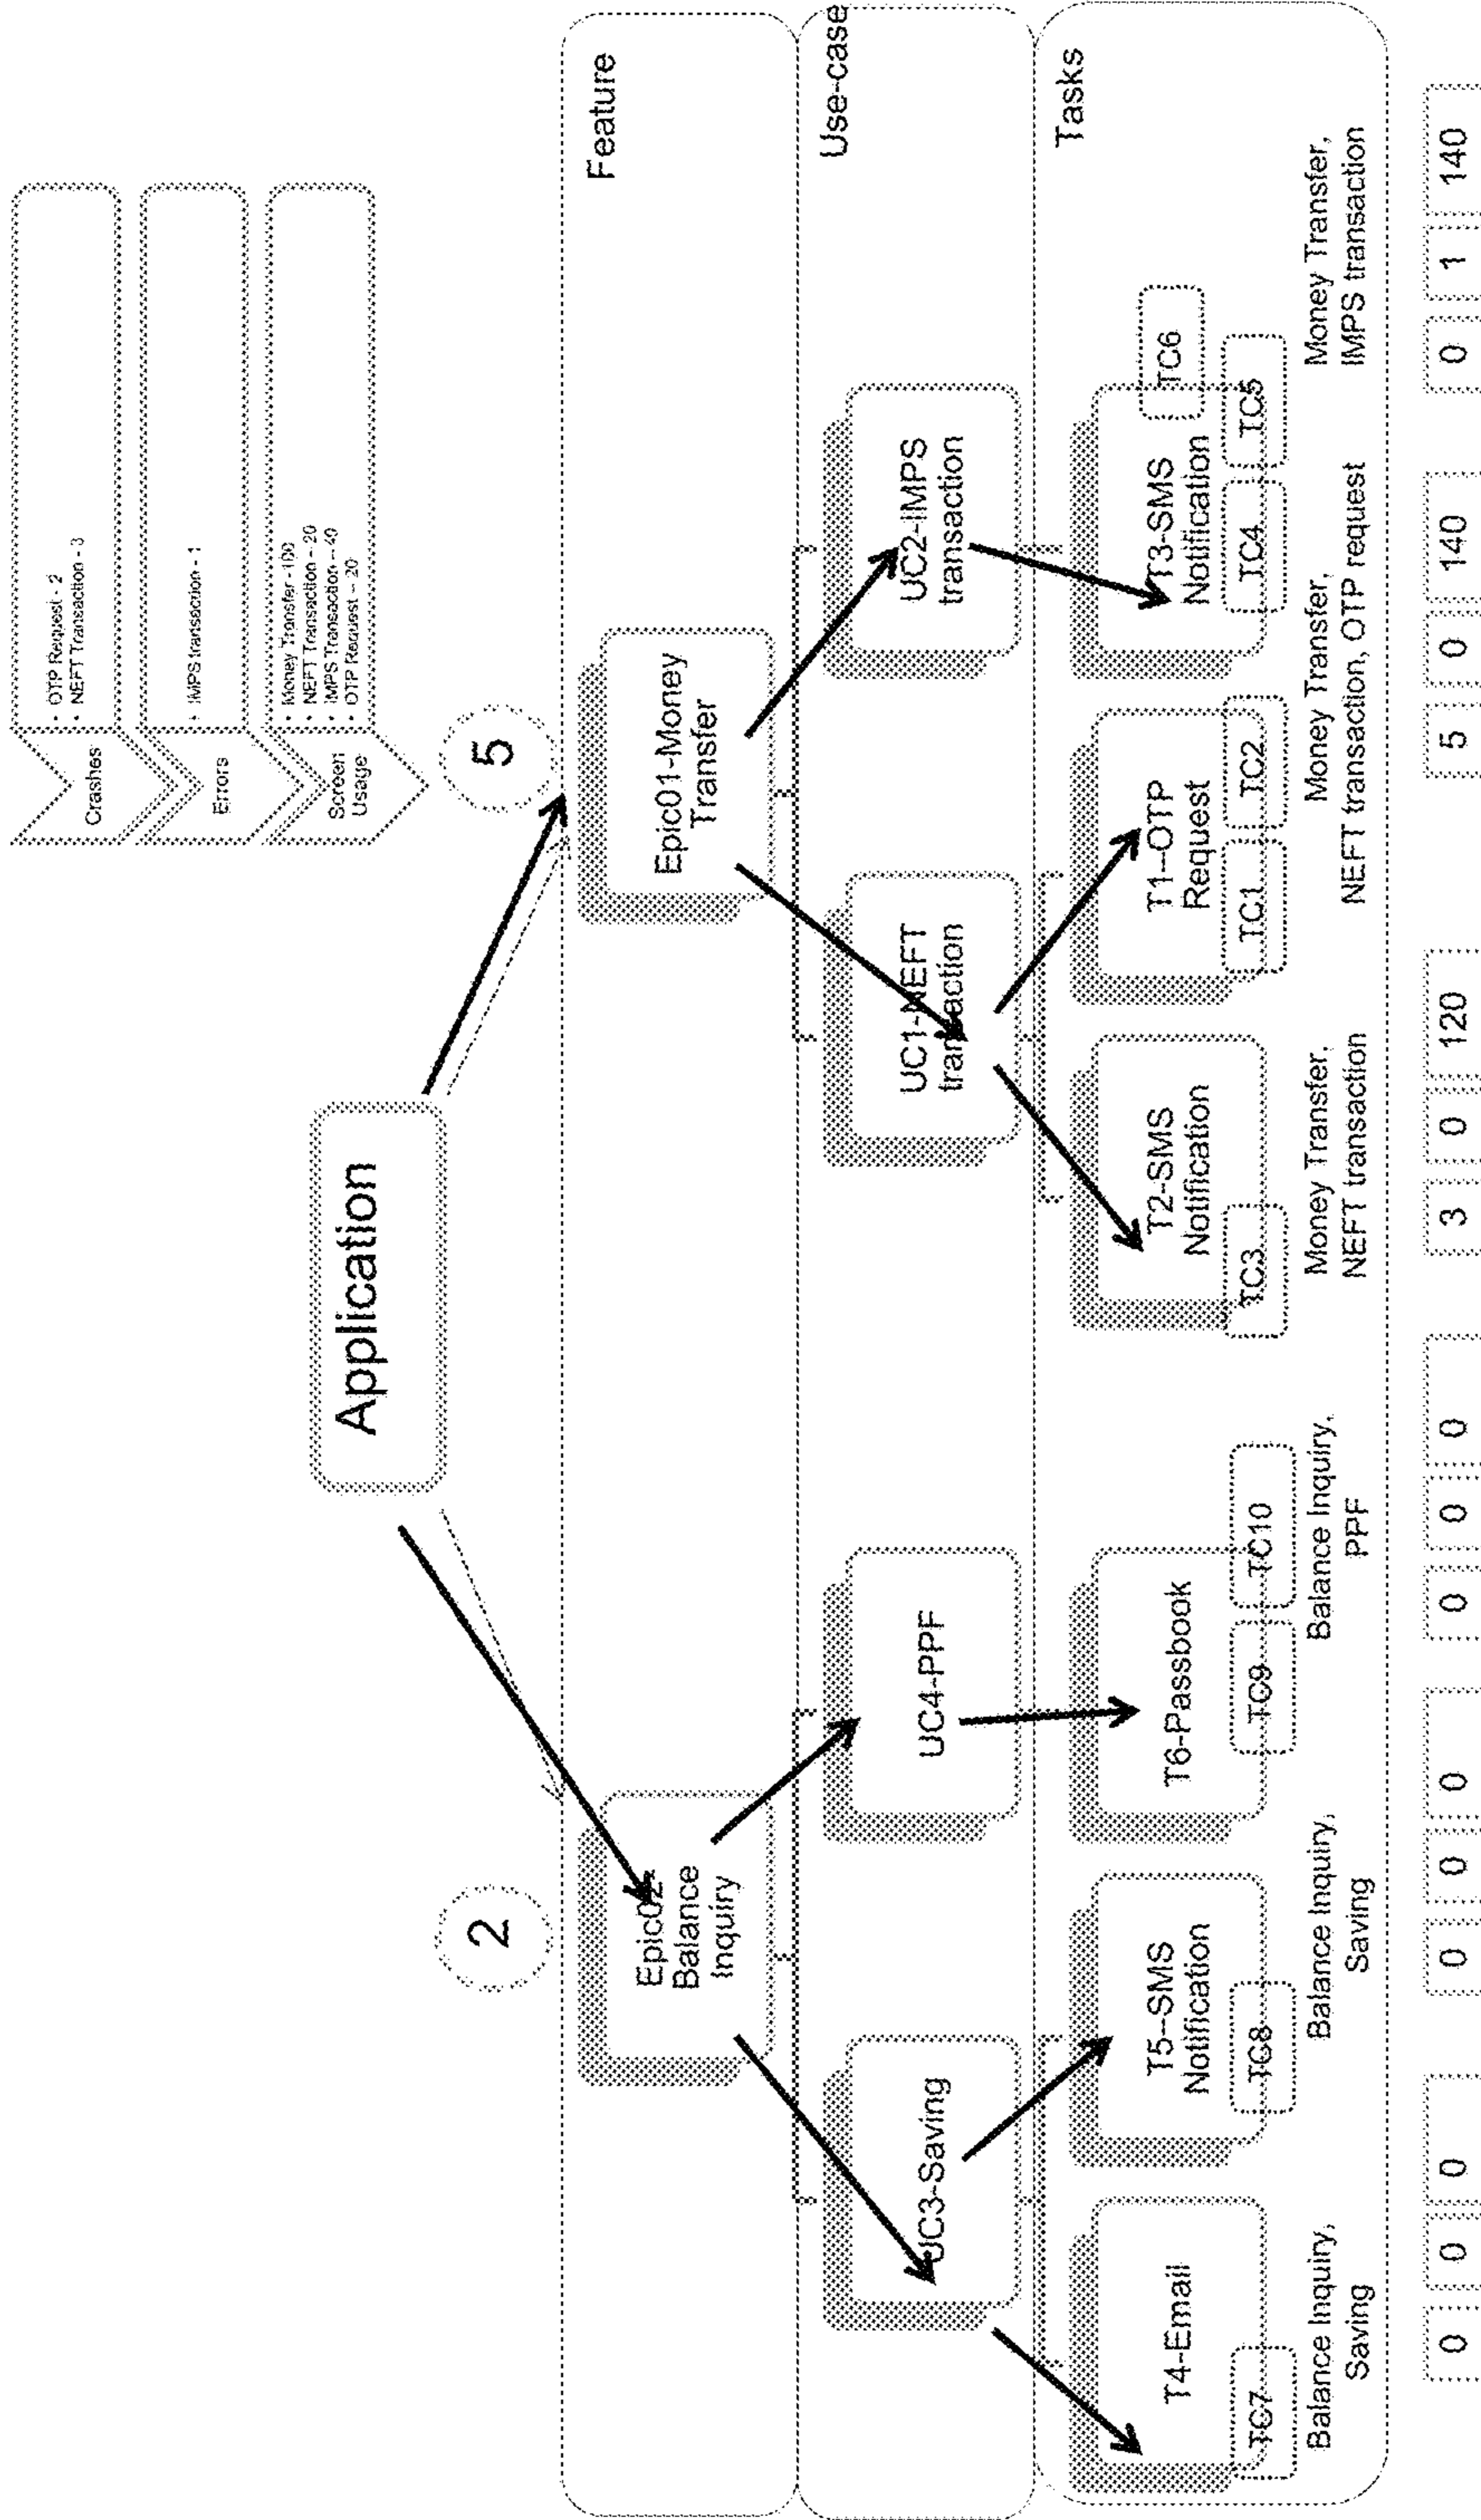 Crashes
• OTP Request - 2
• NEFT Transaction - 3
Errors
• IMPS transaction - 1
Screen
Usage
• Money Transfer -100
• NEFT Transaction - 20
• IMPS Transaction -- 40
• OTP Request -- 20
Application
2
5
Feature
Epic02-
Balance
Inquiry
Epic01-Money
Transfer
Use-case
UC3-Saving
UC4-PPF
UC1-NEFT
transaction
UC2-IMPS
transaction
Tasks
T4-Email
TC7
T5--SMS
Notification
TC8
T6-Passbook
TC9
TC10
T2-SMS
Notification
TC3
T1--OTP
Request
TC1
TC2
T3-SMS
Notification
TC4
TC5
TC6
Balance Inquiry,
Saving
Balance Inquiry,
Saving
Balance Inquiry,
PPF
Money Transfer,
NEFT transaction
Money Transfer,
NEFT transaction, OTP request
Money Transfer,
IMPS transaction
0 0 0 0 0 0 0 0 0 3 0 120 5 0 140 0 1 140